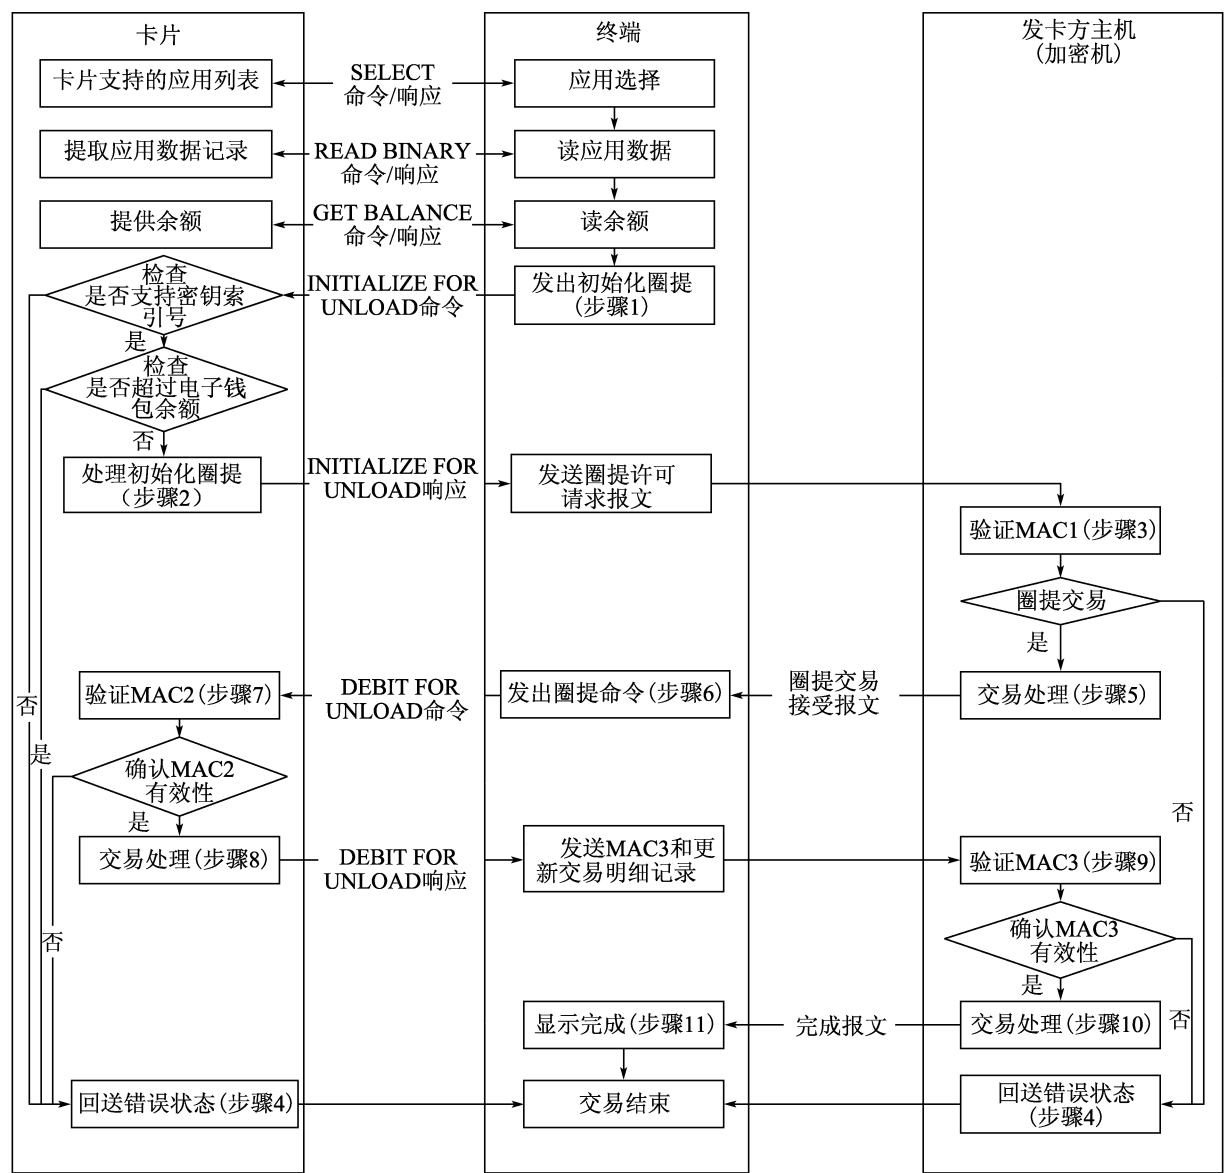 卡片
终端
发卡方主机
(加密机)
卡片支持的应用列表
SELECT
命令/响应
应用选择
提取应用数据记录
READ BINARY
命令/响应
读应用数据
提供余额
GET BALANCE
命令/响应
读余额
检查
是否支持密钥索
引号
INITIALIZE FOR
UNLOAD命令
发出初始化圈提
(步骤1)
是
检查
是否超过电子钱
包余额
否
处理初始化圈提
(步骤2)
INITIALIZE FOR
UNLOAD响应
发送圈提许可
请求报文
验证MAC1(步骤3)
圈提交易
是
验证MAC2(步骤7)
DEBIT FOR
UNLOAD命令
发出圈提命令(步骤6)
圈提交易
接受报文
交易处理(步骤5)
否
是
确认MAC2
有效性
是
否
交易处理(步骤8)
DEBIT FOR
UNLOAD响应
发送MAC3和更
新交易明细记录
验证MAC3(步骤9)
否
确认MAC3
有效性
是
显示完成(步骤11)
完成报文
交易处理(步骤10)
否
回送错误状态(步骤4)
交易结束
回送错误状态
(步骤4)